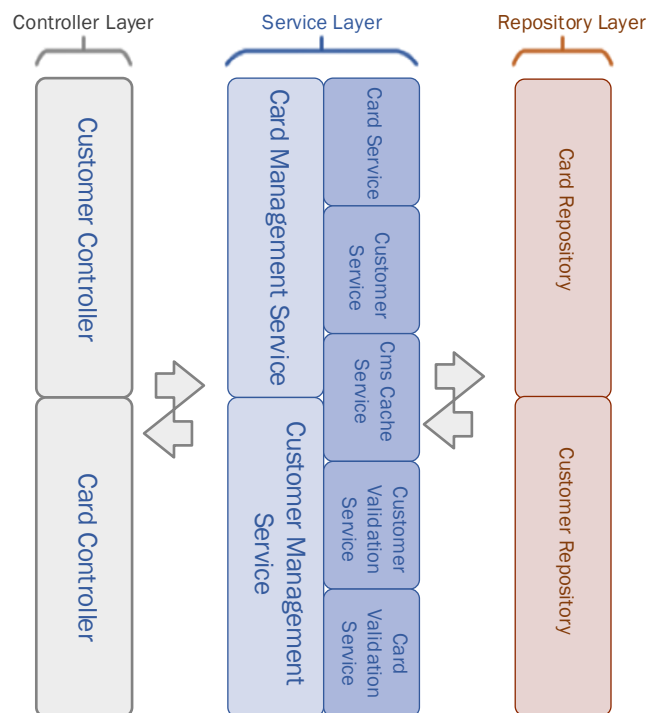 Controller Layer
Service Layer
Repository Layer
Customer Controller
Card Controller
Card Management Service
Customer Management
Service
Card Service
Customer
Service
Cms Cache
Service
Customer
Validation
Service
Card
Validation
Service
Card Repository
Customer Repository